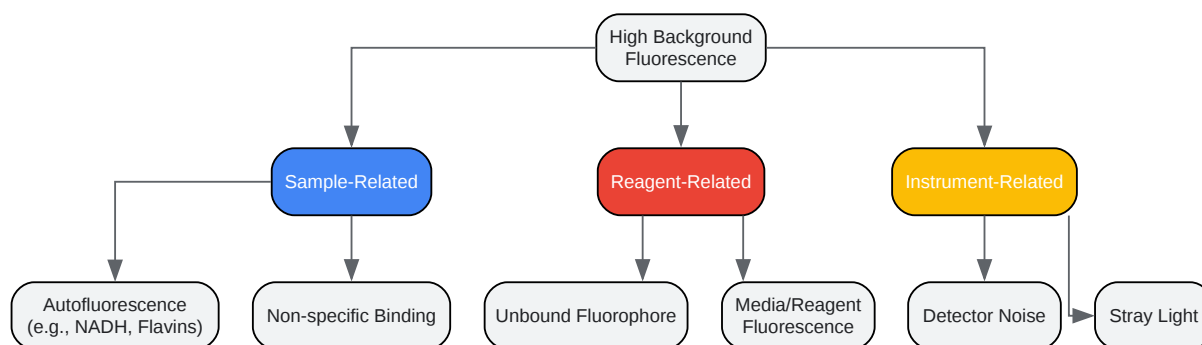 High Background
Fluorescence
Sample-Related
Reagent-Related
Instrument-Related
Autofluorescence
(e.g., NADH, Flavins)
Non-specific Binding
Unbound Fluorophore
Media/Reagent
Fluorescence
Detector Noise
Stray Light